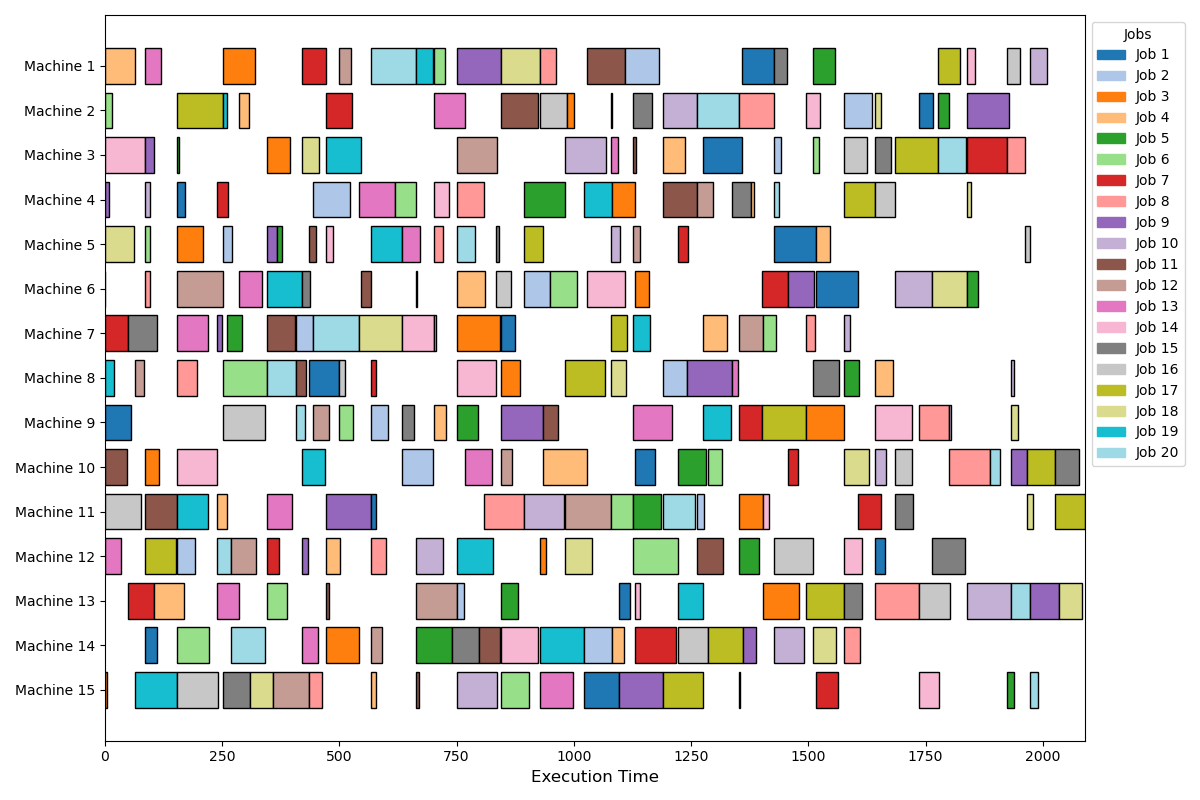 Machine 1
Machine 2
Machine 3
Machine 4
Machine 5
Machine 6
Machine 7
Machine 8
Machine 9
Machine 10
Machine 11
Machine 12
Machine 13
Machine 14
Machine 15
0 250 500 750 1000 1250 1500 1750 2000
Execution Time
Jobs
Job 1
Job 2
Job 3
Job 4
Job 5
Job 6
Job 7
Job 8
Job 9
Job 10
Job 11
Job 12
Job 13
Job 14
Job 15
Job 16
Job 17
Job 18
Job 19
Job 20